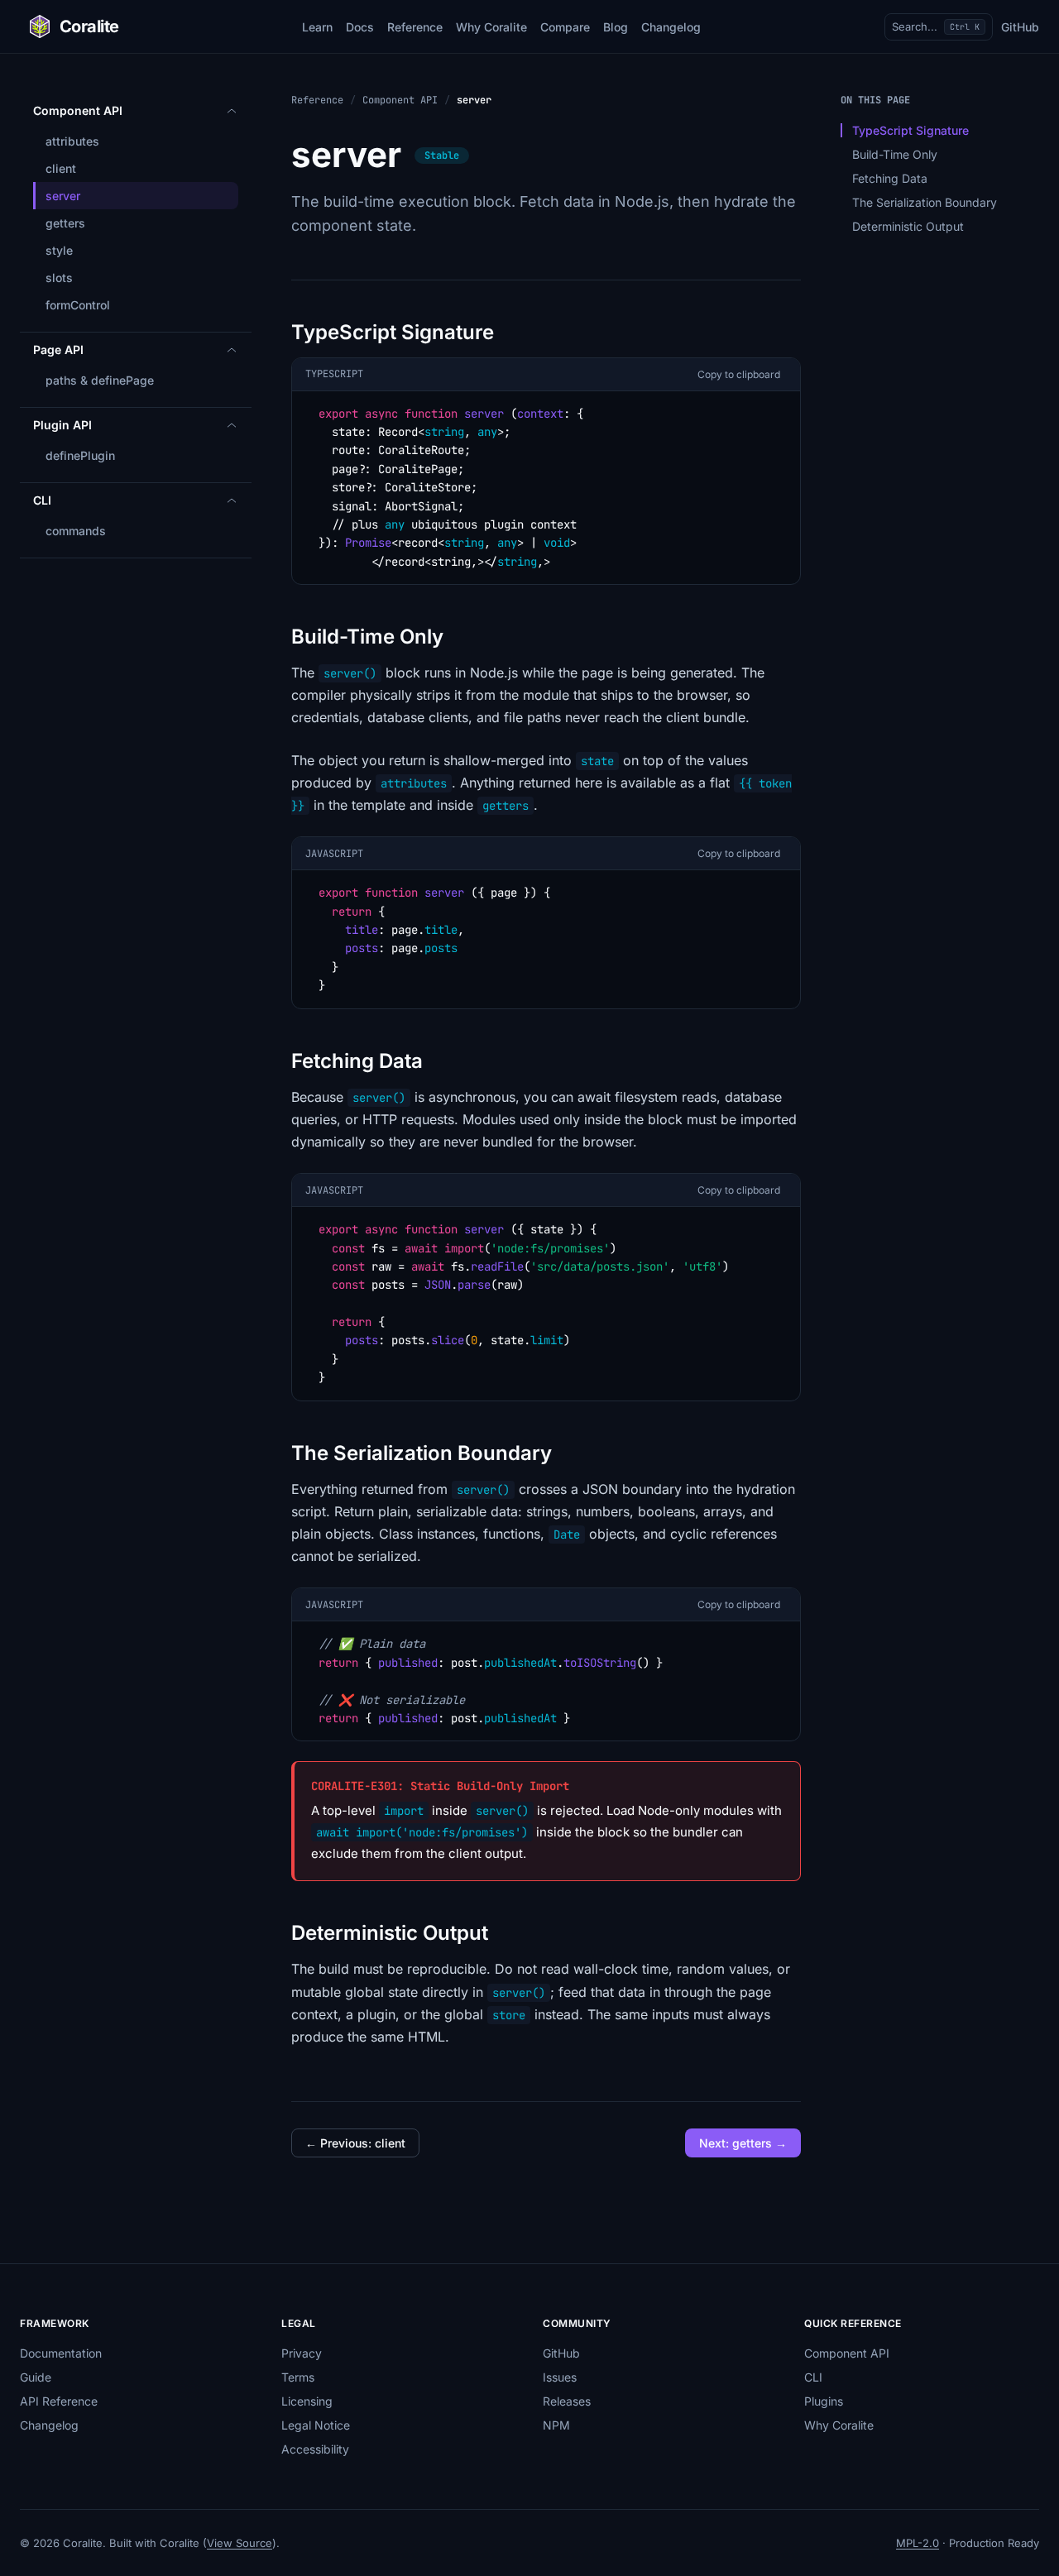 Coralite
Learn Docs Reference Why Coralite Compare Blog Changelog
Search... Ctrl K GitHub
Component API
attributes
client
server
getters
style
slots
formControl
Page API
paths & definePage
Plugin API
definePlugin
CLI
commands
Reference / Component API / server
server Stable
The build-time execution block. Fetch data in Node.js, then hydrate the
component state.
TypeScript Signature
TYPESCRIPT Copy to clipboard
export async function server (context: {
  state: Record<string, any>;
  route: CoraliteRoute;
  page?: CoralitePage;
  store?: CoraliteStore;
  signal: AbortSignal;
  // plus any ubiquitous plugin context
}): Promise<record<string, any> | void>
        </record<string,></string,>
Build-Time Only
The server() block runs in Node.js while the page is being generated. The
compiler physically strips it from the module that ships to the browser, so
credentials, database clients, and file paths never reach the client bundle.
The object you return is shallow-merged into state on top of the values
produced by attributes. Anything returned here is available as a flat {{ token
}} in the template and inside getters.
JAVASCRIPT Copy to clipboard
export function server ({ page }) {
  return {
    title: page.title,
    posts: page.posts
  }
}
Fetching Data
Because server() is asynchronous, you can await filesystem reads, database
queries, or HTTP requests. Modules used only inside the block must be imported
dynamically so they are never bundled for the browser.
JAVASCRIPT Copy to clipboard
export async function server ({ state }) {
  const fs = await import('node:fs/promises')
  const raw = await fs.readFile('src/data/posts.json', 'utf8')
  const posts = JSON.parse(raw)
  return {
    posts: posts.slice(0, state.limit)
  }
}
The Serialization Boundary
Everything returned from server() crosses a JSON boundary into the hydration
script. Return plain, serializable data: strings, numbers, booleans, arrays, and
plain objects. Class instances, functions, Date objects, and cyclic references
cannot be serialized.
JAVASCRIPT Copy to clipboard
// ✅ Plain data
return { published: post.publishedAt.toISOString() }
// ❌ Not serializable
return { published: post.publishedAt }
CORALITE-E301: Static Build-Only Import
A top-level import inside server() is rejected. Load Node-only modules with
await import('node:fs/promises') inside the block so the bundler can
exclude them from the client output.
Deterministic Output
The build must be reproducible. Do not read wall-clock time, random values, or
mutable global state directly in server(); feed that data in through the page
context, a plugin, or the global store instead. The same inputs must always
produce the same HTML.
← Previous: client
Next: getters →
ON THIS PAGE
TypeScript Signature
Build-Time Only
Fetching Data
The Serialization Boundary
Deterministic Output
FRAMEWORK
Documentation
Guide
API Reference
Changelog
LEGAL
Privacy
Terms
Licensing
Legal Notice
Accessibility
COMMUNITY
GitHub
Issues
Releases
NPM
QUICK REFERENCE
Component API
CLI
Plugins
Why Coralite
© 2026 Coralite. Built with Coralite (View Source).
MPL-2.0 · Production Ready